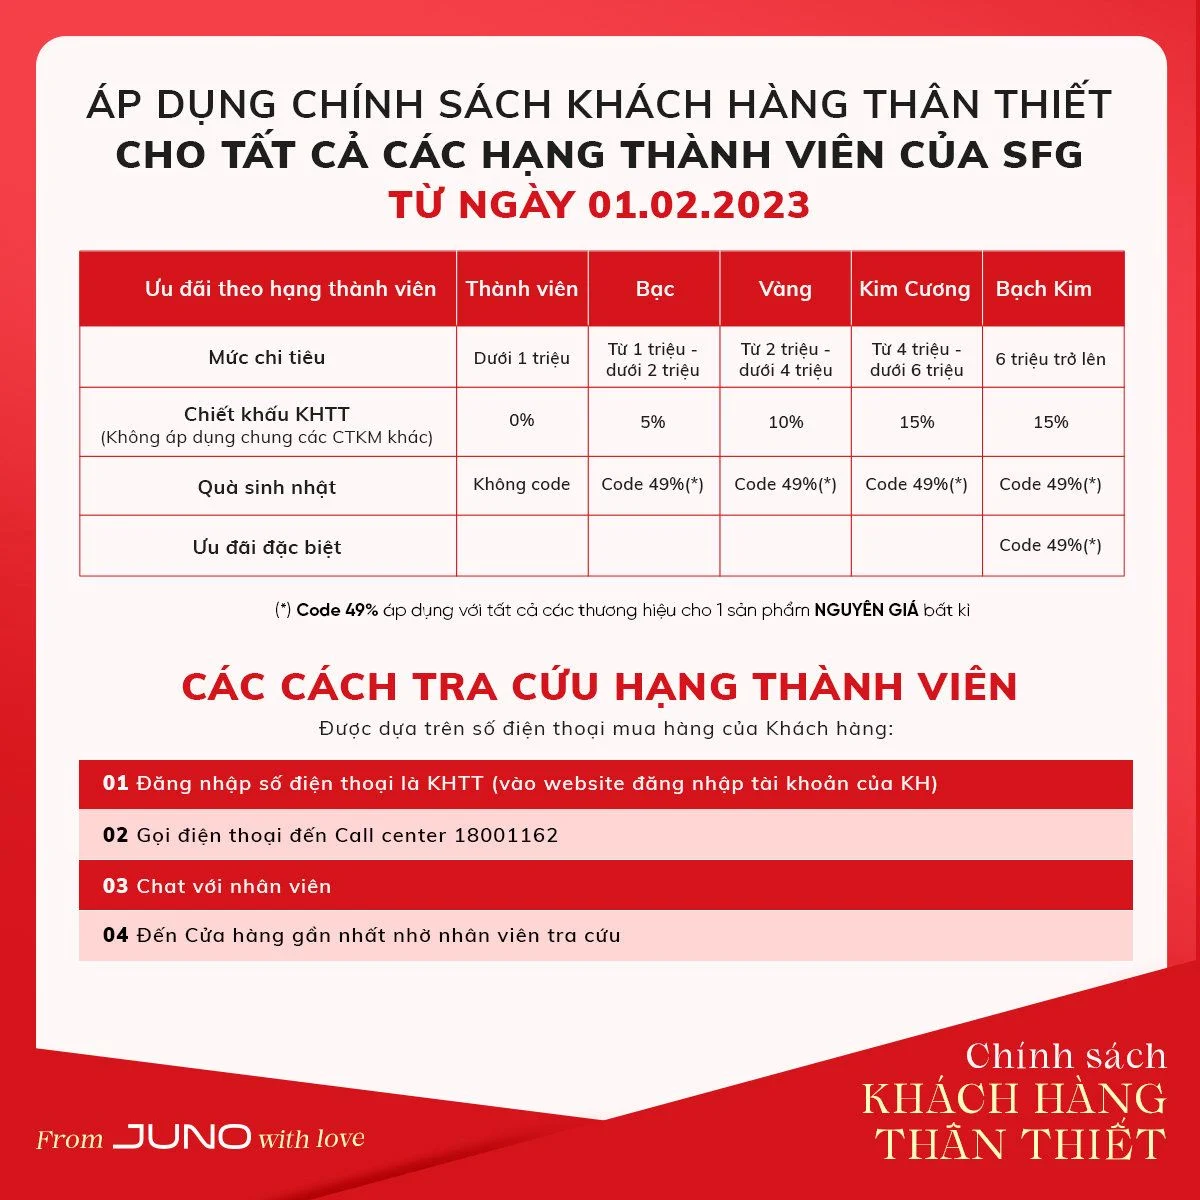 ÁP DỤNG CHÍNH SÁCH KHÁCH HÀNG THÂN THIẾT
CHO TẤT CẢ CÁC HẠNG THÀNH VIÊN CỦA SFG
TỪ NGÀY 01.02.2023
Ưu đãi theo hạng thành viên Thành viên Bạc Vàng Kim Cương Bạch Kim
Mức chi tiêu Dưới 1 triệu Từ 1 triệu - dưới 2 triệu Từ 2 triệu - dưới 4 triệu Từ 4 triệu - dưới 6 triệu 6 triệu trở lên
Chiết khấu KHTT
(Không áp dụng chung các CTKM khác) 0% 5% 10% 15% 15%
Quà sinh nhật Không code Code 49%(*) Code 49%(*) Code 49%(*) Code 49%(*)
Ưu đãi đặc biệt Code 49%(*)
(*) Code 49% áp dụng với tất cả các thương hiệu cho 1 sản phẩm NGUYÊN GIÁ bất kì
CÁC CÁCH TRA CỨU HẠNG THÀNH VIÊN
Được dựa trên số điện thoại mua hàng của Khách hàng:
01 Đăng nhập số điện thoại là KHTT (vào website đăng nhập tài khoản của KH)
02 Gọi điện thoại đến Call center 18001162
03 Chat với nhân viên
04 Đến Cửa hàng gần nhất nhờ nhân viên tra cứu
Chính sách
KHÁCH HÀNG
THÂN THIẾT
From JUNO with love